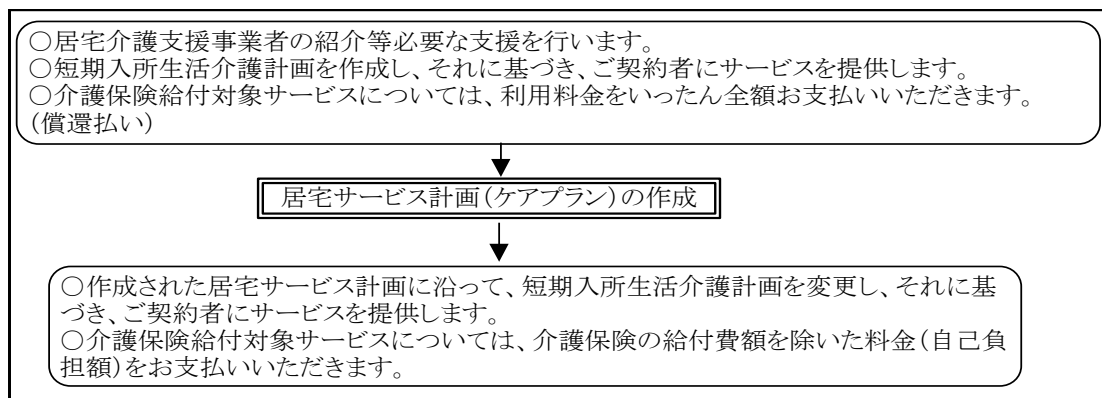 ○居宅介護支援事業者の紹介等必要な支援を行います。
○短期入所生活介護計画を作成し、それに基づき、ご契約者にサービスを提供します。
○介護保険給付対象サービスについては、利用料金をいったん全額お支払いいただきます。
(償還払い)
居宅サービス計画(ケアプラン)の作成
○作成された居宅サービス計画に沿って、短期入所生活介護計画を変更し、それに基
づき、ご契約者にサービスを提供します。
○介護保険給付対象サービスについては、介護保険の給付費額を除いた料金(自己負
担額)をお支払いいただきます。